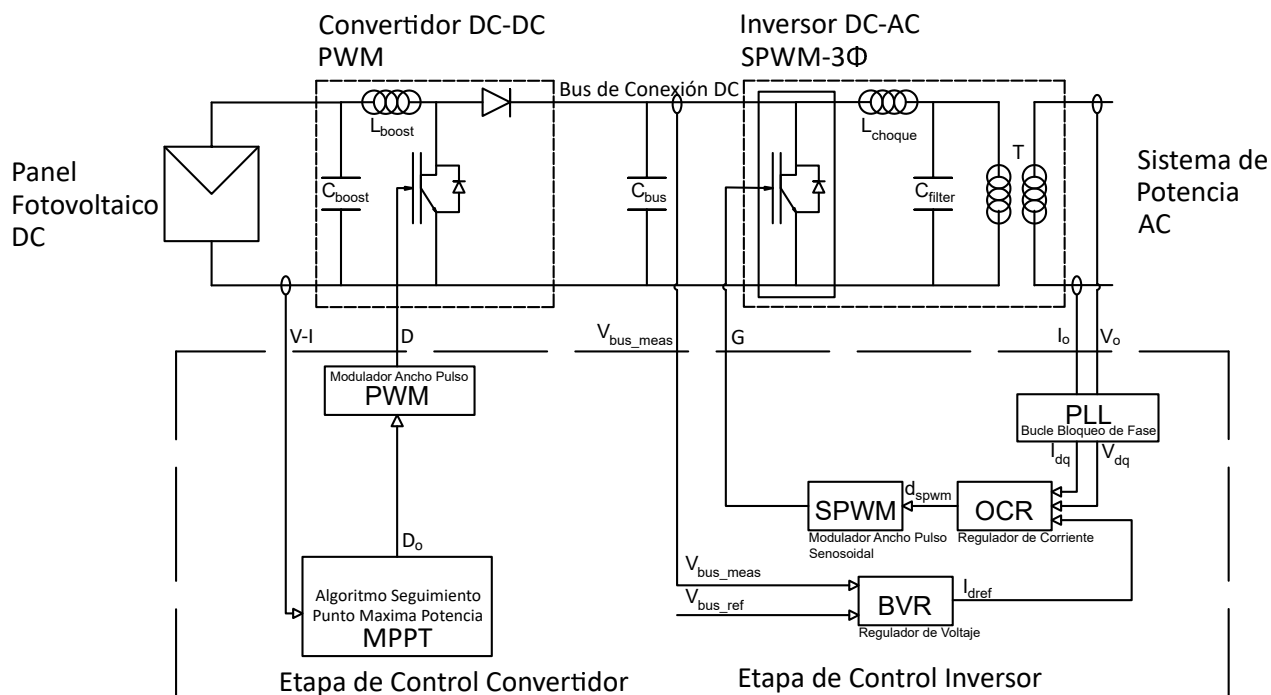 Convertidor DC-DC
PWM
Inversor DC-AC
SPWM-3Φ
Bus de Conexión DC
L_boost
L_choque
Panel
Fotovoltaico
DC
C_boost
C_bus
C_filter
T
Sistema de
Potencia
AC
V-I
D
V_bus_meas
G
I_o
V_o
Modulador Ancho Pulso
PWM
PLL
Bucle Bloqueo de Fase
I_dq
V_dq
SPWM
Modulador Ancho Pulso
Senosoidal
d_spwm
OCR
Regulador de Corriente
D_o
Algoritmo Seguimiento
Punto Maxima Potencia
MPPT
V_bus_meas
V_bus_ref
BVR
Regulador de Voltaje
I_dref
Etapa de Control Convertidor
Etapa de Control Inversor